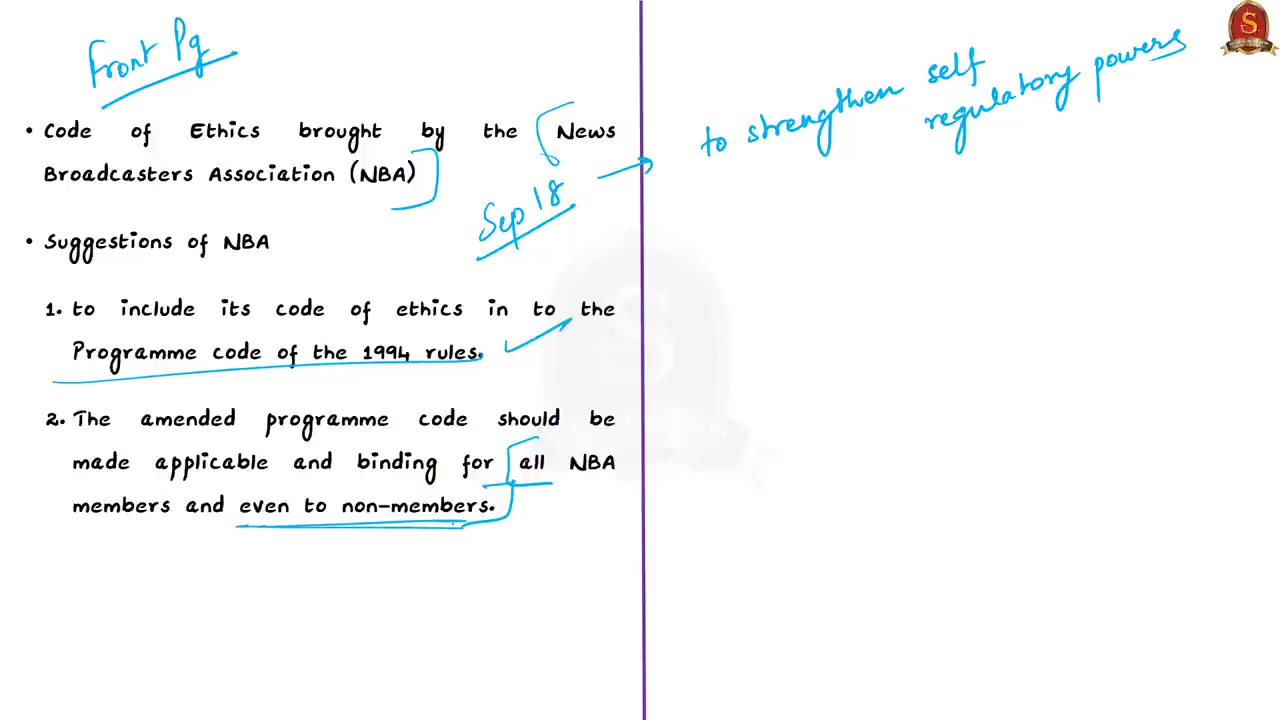 Front Pg
• Code of Ethics brought by the News
Broadcasters Association (NBA)
Sep 18
• Suggestions of NBA
1. to include its code of ethics in to the
Programme code of the 1994 rules.
2. The amended programme code should be
made applicable and binding for all NBA
members and even to non-members.
to strengthen self
regulatory powers
S